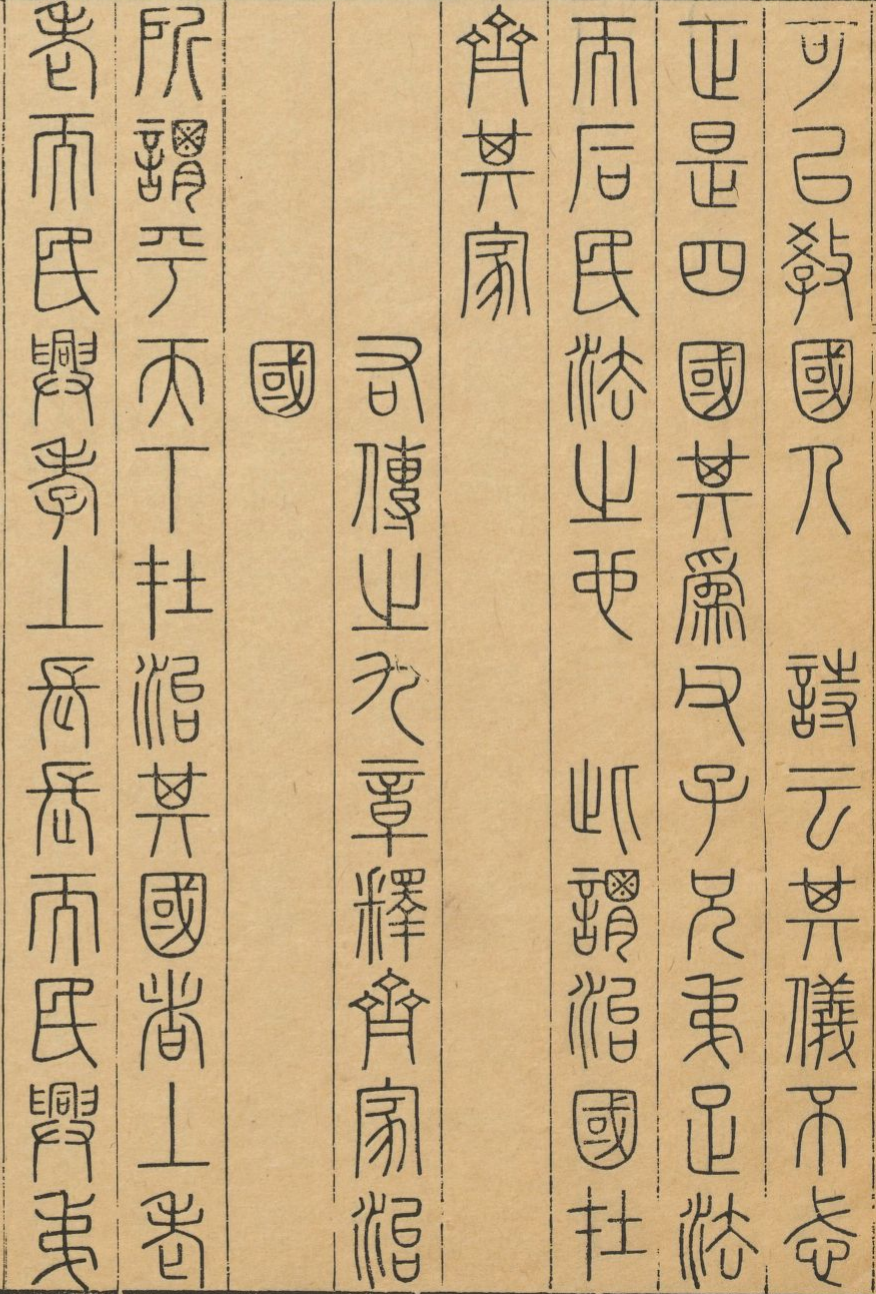 可以教國人　詩云其儀不忒
正是四國其爲父子兄弟足法
而后民法之也　此謂治國在
齊其家
右傳之九章釋齊家治
國
所謂平天下在治其國者上老
老而民興孝上長長而民興弟